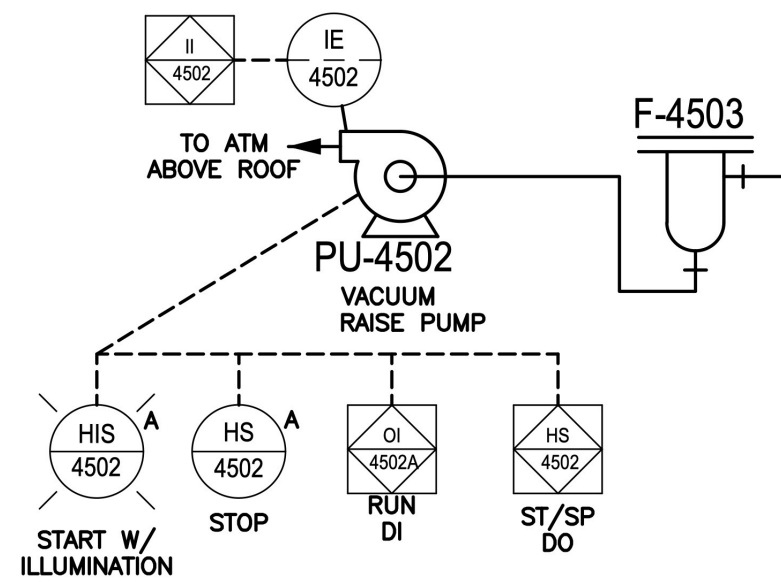 II
4502
IE
4502
TO ATM
ABOVE ROOF
F-4503
PU-4502
VACUUM
RAISE PUMP
HIS
4502
A
START W/
ILLUMINATION
HS
4502
A
STOP
OI
4502A
RUN
DI
HS
4502
ST/SP
DO